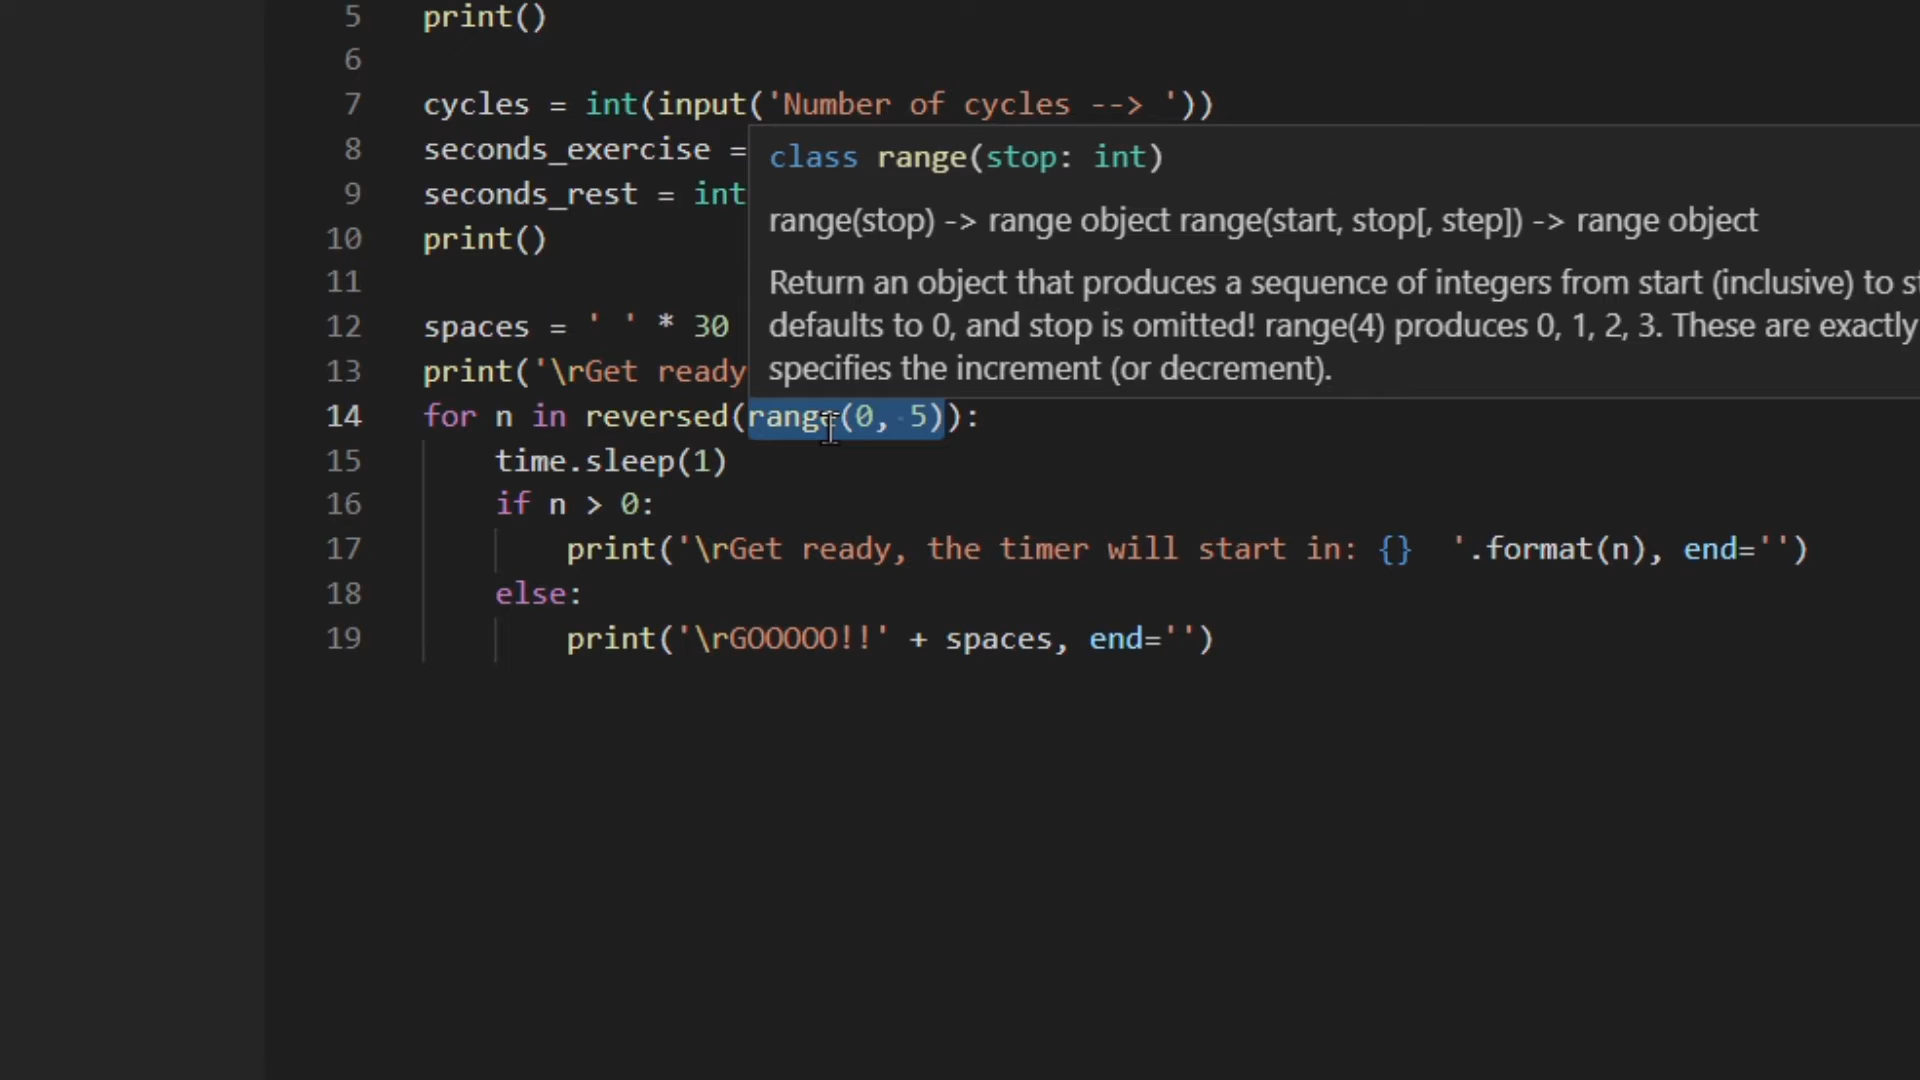 5 print()
6
7 cycles = int(input('Number of cycles --> '))
8 seconds_exercise =
9 seconds_rest = int
10 print()
11
12 spaces = ' ' * 30
13 print('\rGet ready
class range(stop: int)
range(stop) -> range object range(start, stop[, step]) -> range object
Return an object that produces a sequence of integers from start (inclusive) to
defaults to 0, and stop is omitted! range(4) produces 0, 1, 2, 3. These are exactly
specifies the increment (or decrement).
14 for n in reversed(range(0, 5)):
15 time.sleep(1)
16 if n > 0:
17 print('\rGet ready, the timer will start in: {}  '.format(n), end='')
18 else:
19 print('\rGOOOOO!!' + spaces, end='')